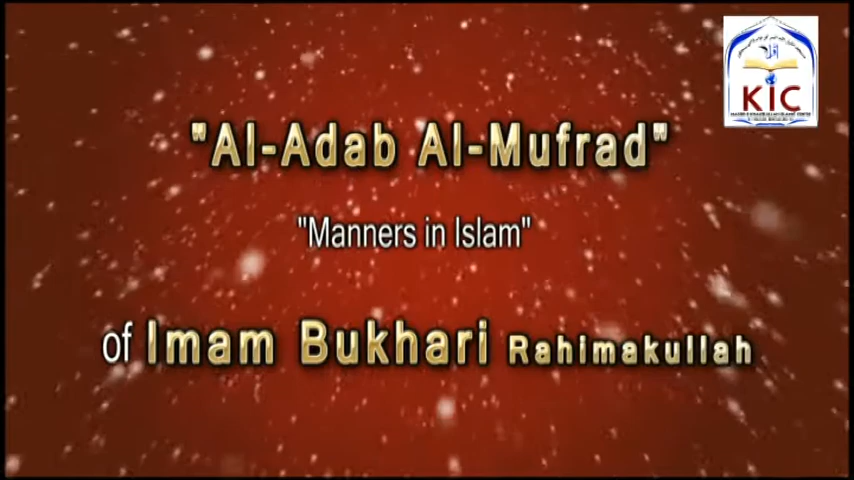 "Al-Adab Al-Mufrad"
"Manners in Islam"
of Imam Bukhari Rahimakullah
KIC